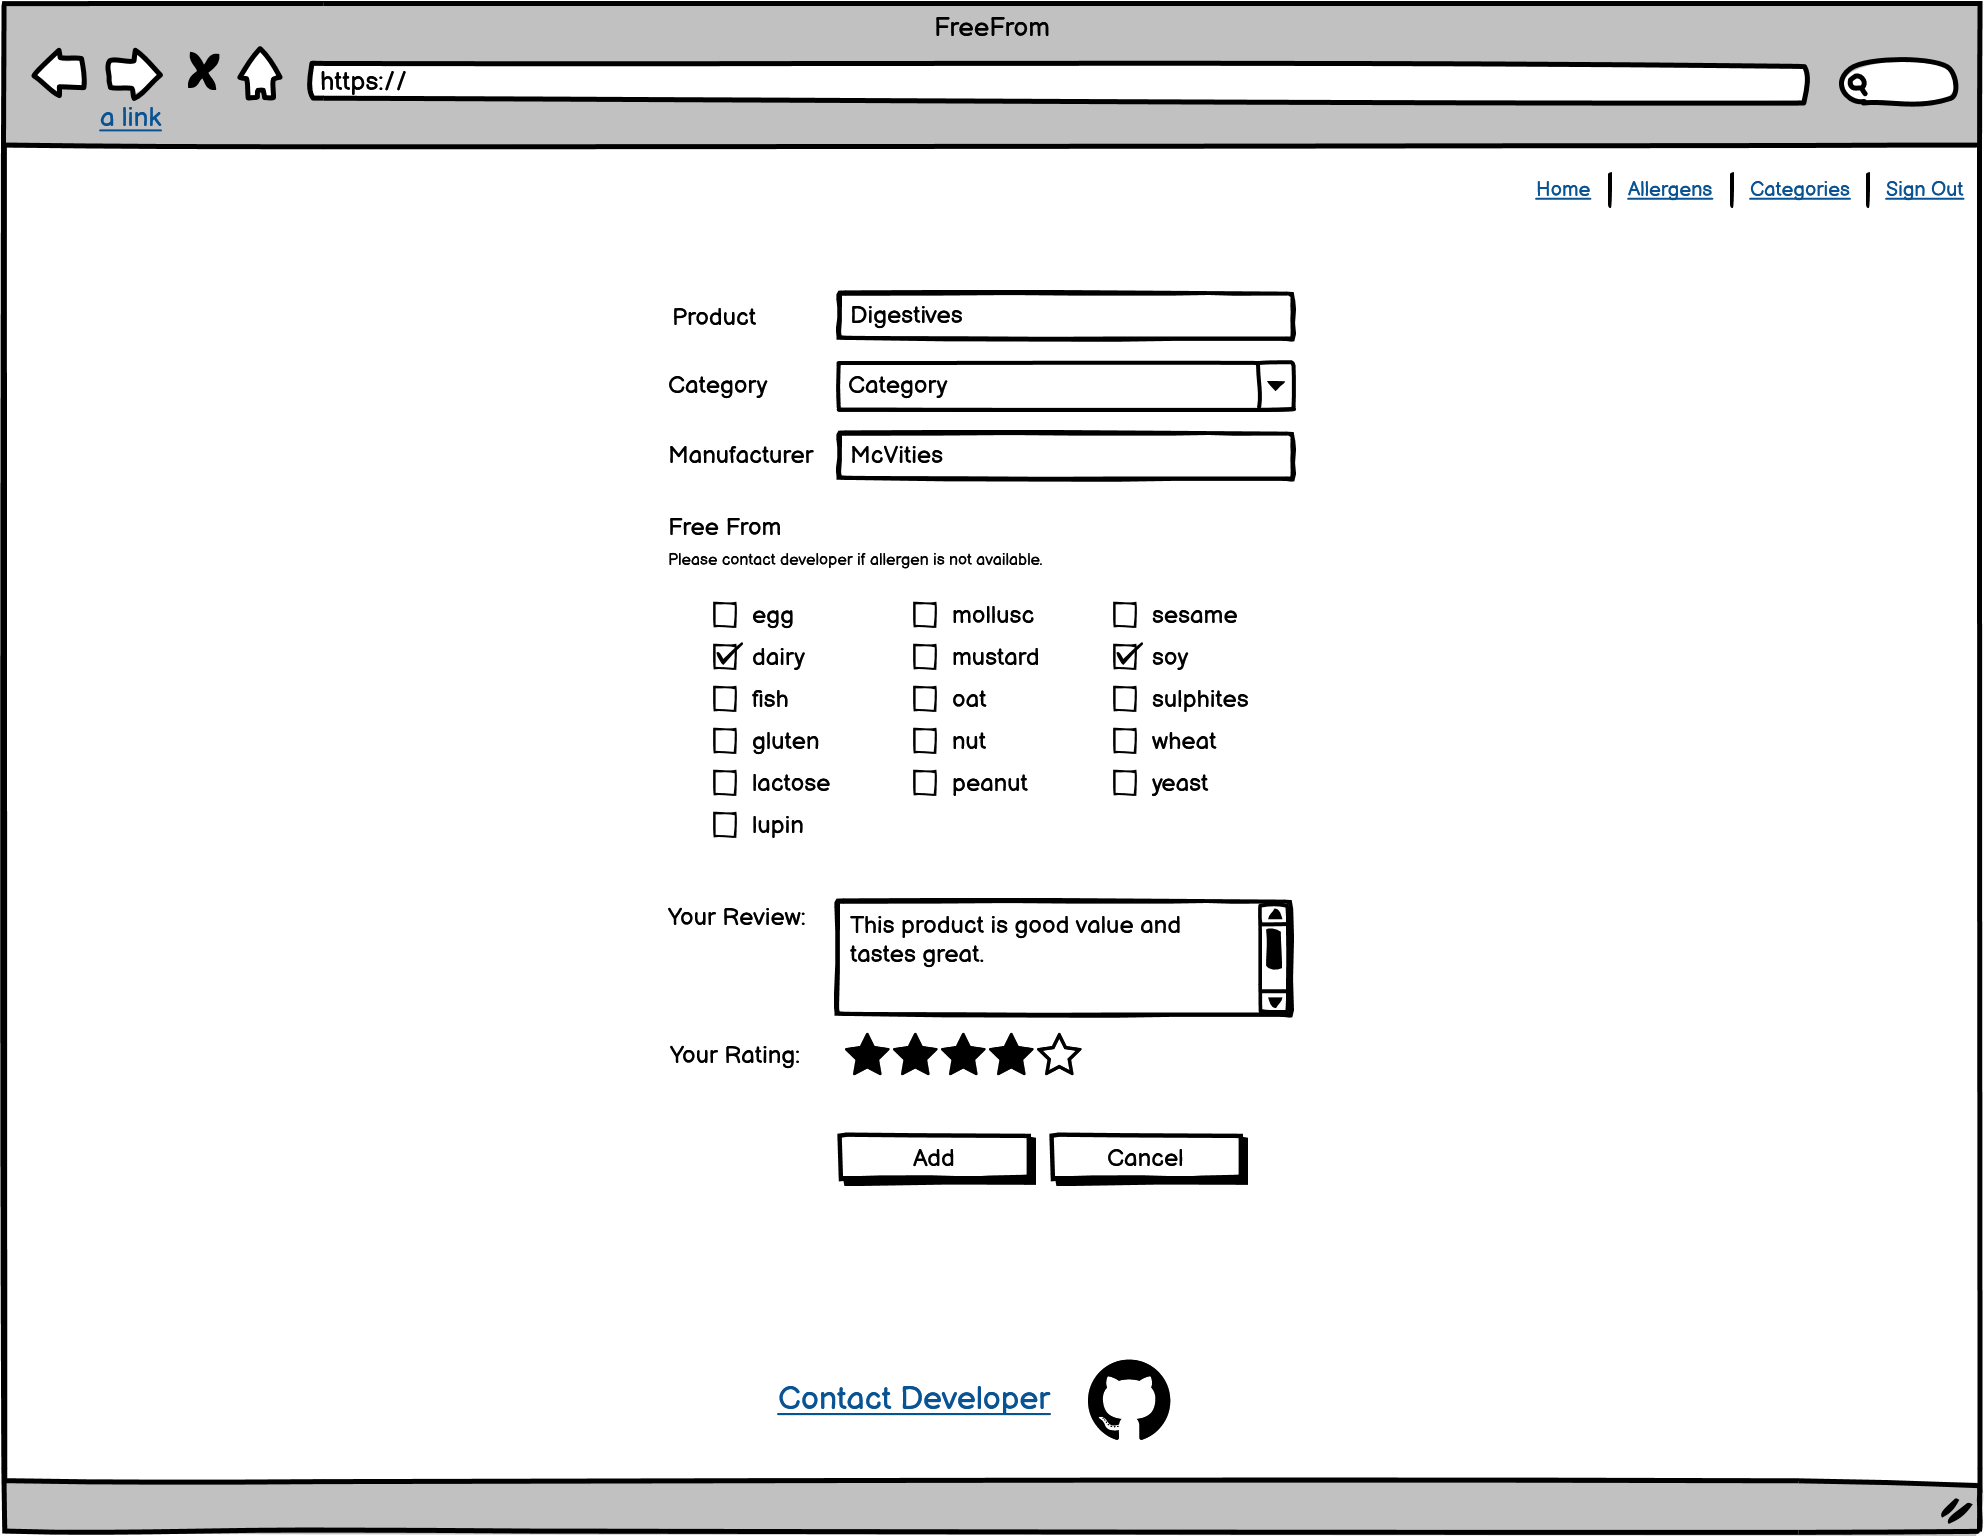 FreeFrom
https://
a link
Home Allergens Categories Sign Out
Product Digestives
Category Category
Manufacturer McVities
Free From
Please contact developer if allergen is not available.
egg mollusc sesame
dairy mustard soy
fish oat sulphites
gluten nut wheat
lactose peanut yeast
lupin
Your Review: This product is good value and
tastes great.
Your Rating:
Add Cancel
Contact Developer